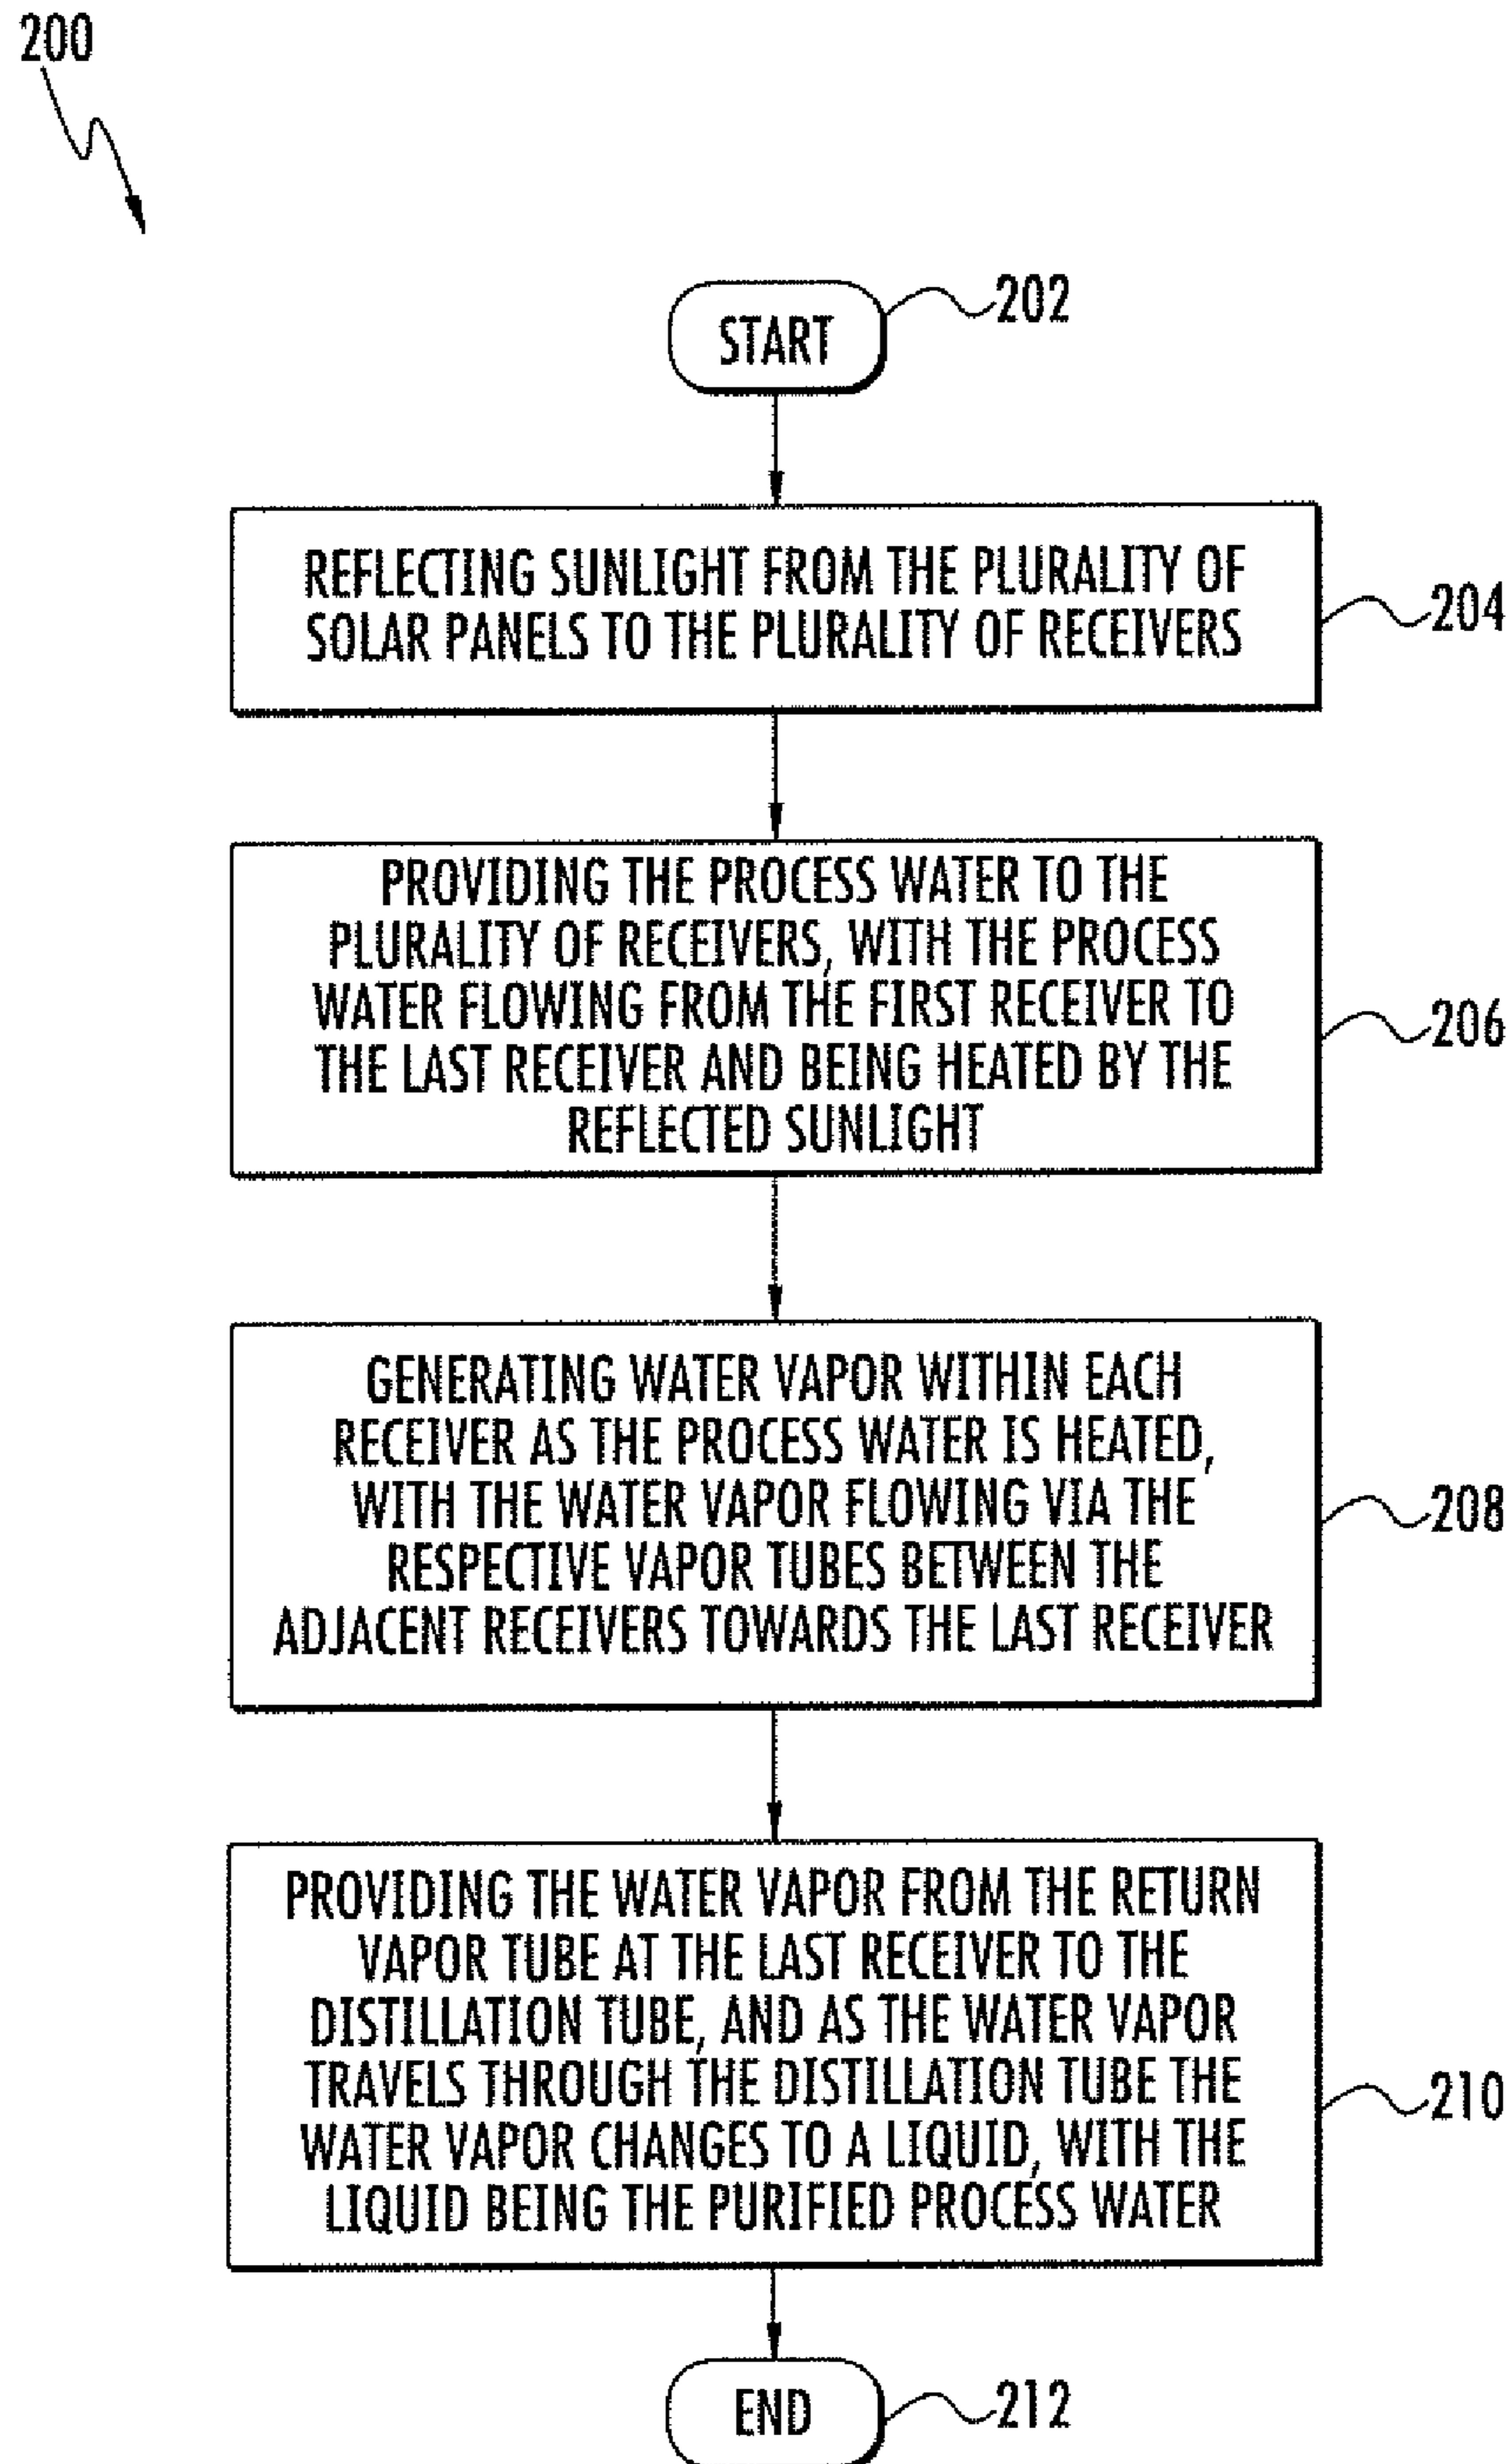 200
START
202
REFLECTING SUNLIGHT FROM THE PLURALITY OF
SOLAR PANELS TO THE PLURALITY OF RECEIVERS
204
PROVIDING THE PROCESS WATER TO THE
PLURALITY OF RECEIVERS, WITH THE PROCESS
WATER FLOWING FROM THE FIRST RECEIVER TO
THE LAST RECEIVER AND BEING HEATED BY THE
REFLECTED SUNLIGHT
206
GENERATING WATER VAPOR WITHIN EACH
RECEIVER AS THE PROCESS WATER IS HEATED,
WITH THE WATER VAPOR FLOWING VIA THE
RESPECTIVE VAPOR TUBES BETWEEN THE
ADJACENT RECEIVERS TOWARDS THE LAST RECEIVER
208
PROVIDING THE WATER VAPOR FROM THE RETURN
VAPOR TUBE AT THE LAST RECEIVER TO THE
DISTILLATION TUBE, AND AS THE WATER VAPOR
TRAVELS THROUGH THE DISTILLATION TUBE THE
WATER VAPOR CHANGES TO A LIQUID, WITH THE
LIQUID BEING THE PURIFIED PROCESS WATER
210
END
212